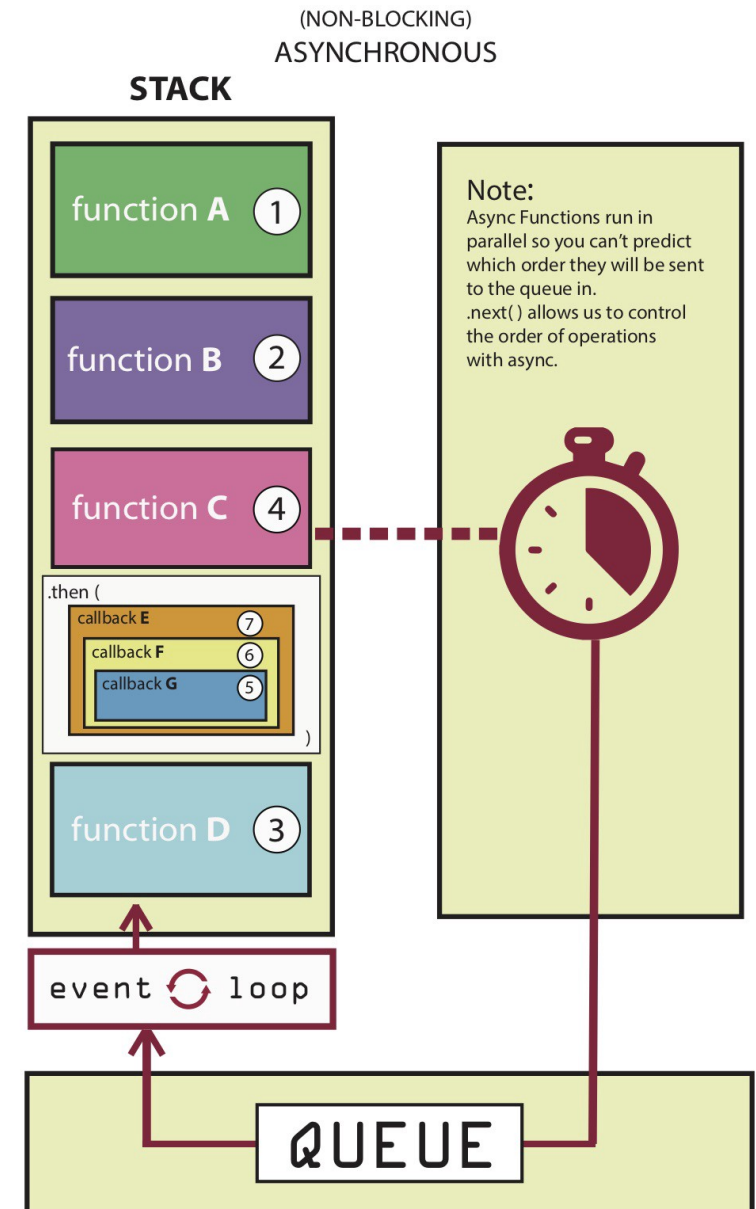 (NON-BLOCKING)
ASYNCHRONOUS
STACK
function A 1
function B 2
function C 4
.then (
callback E 7
callback F 6
callback G 5
)
function D 3
event loop
Note:
Async Functions run in
parallel so you can’t predict
which order they will be sent
to the queue in.
.next( ) allows us to control
the order of operations
with async.
QUEUE